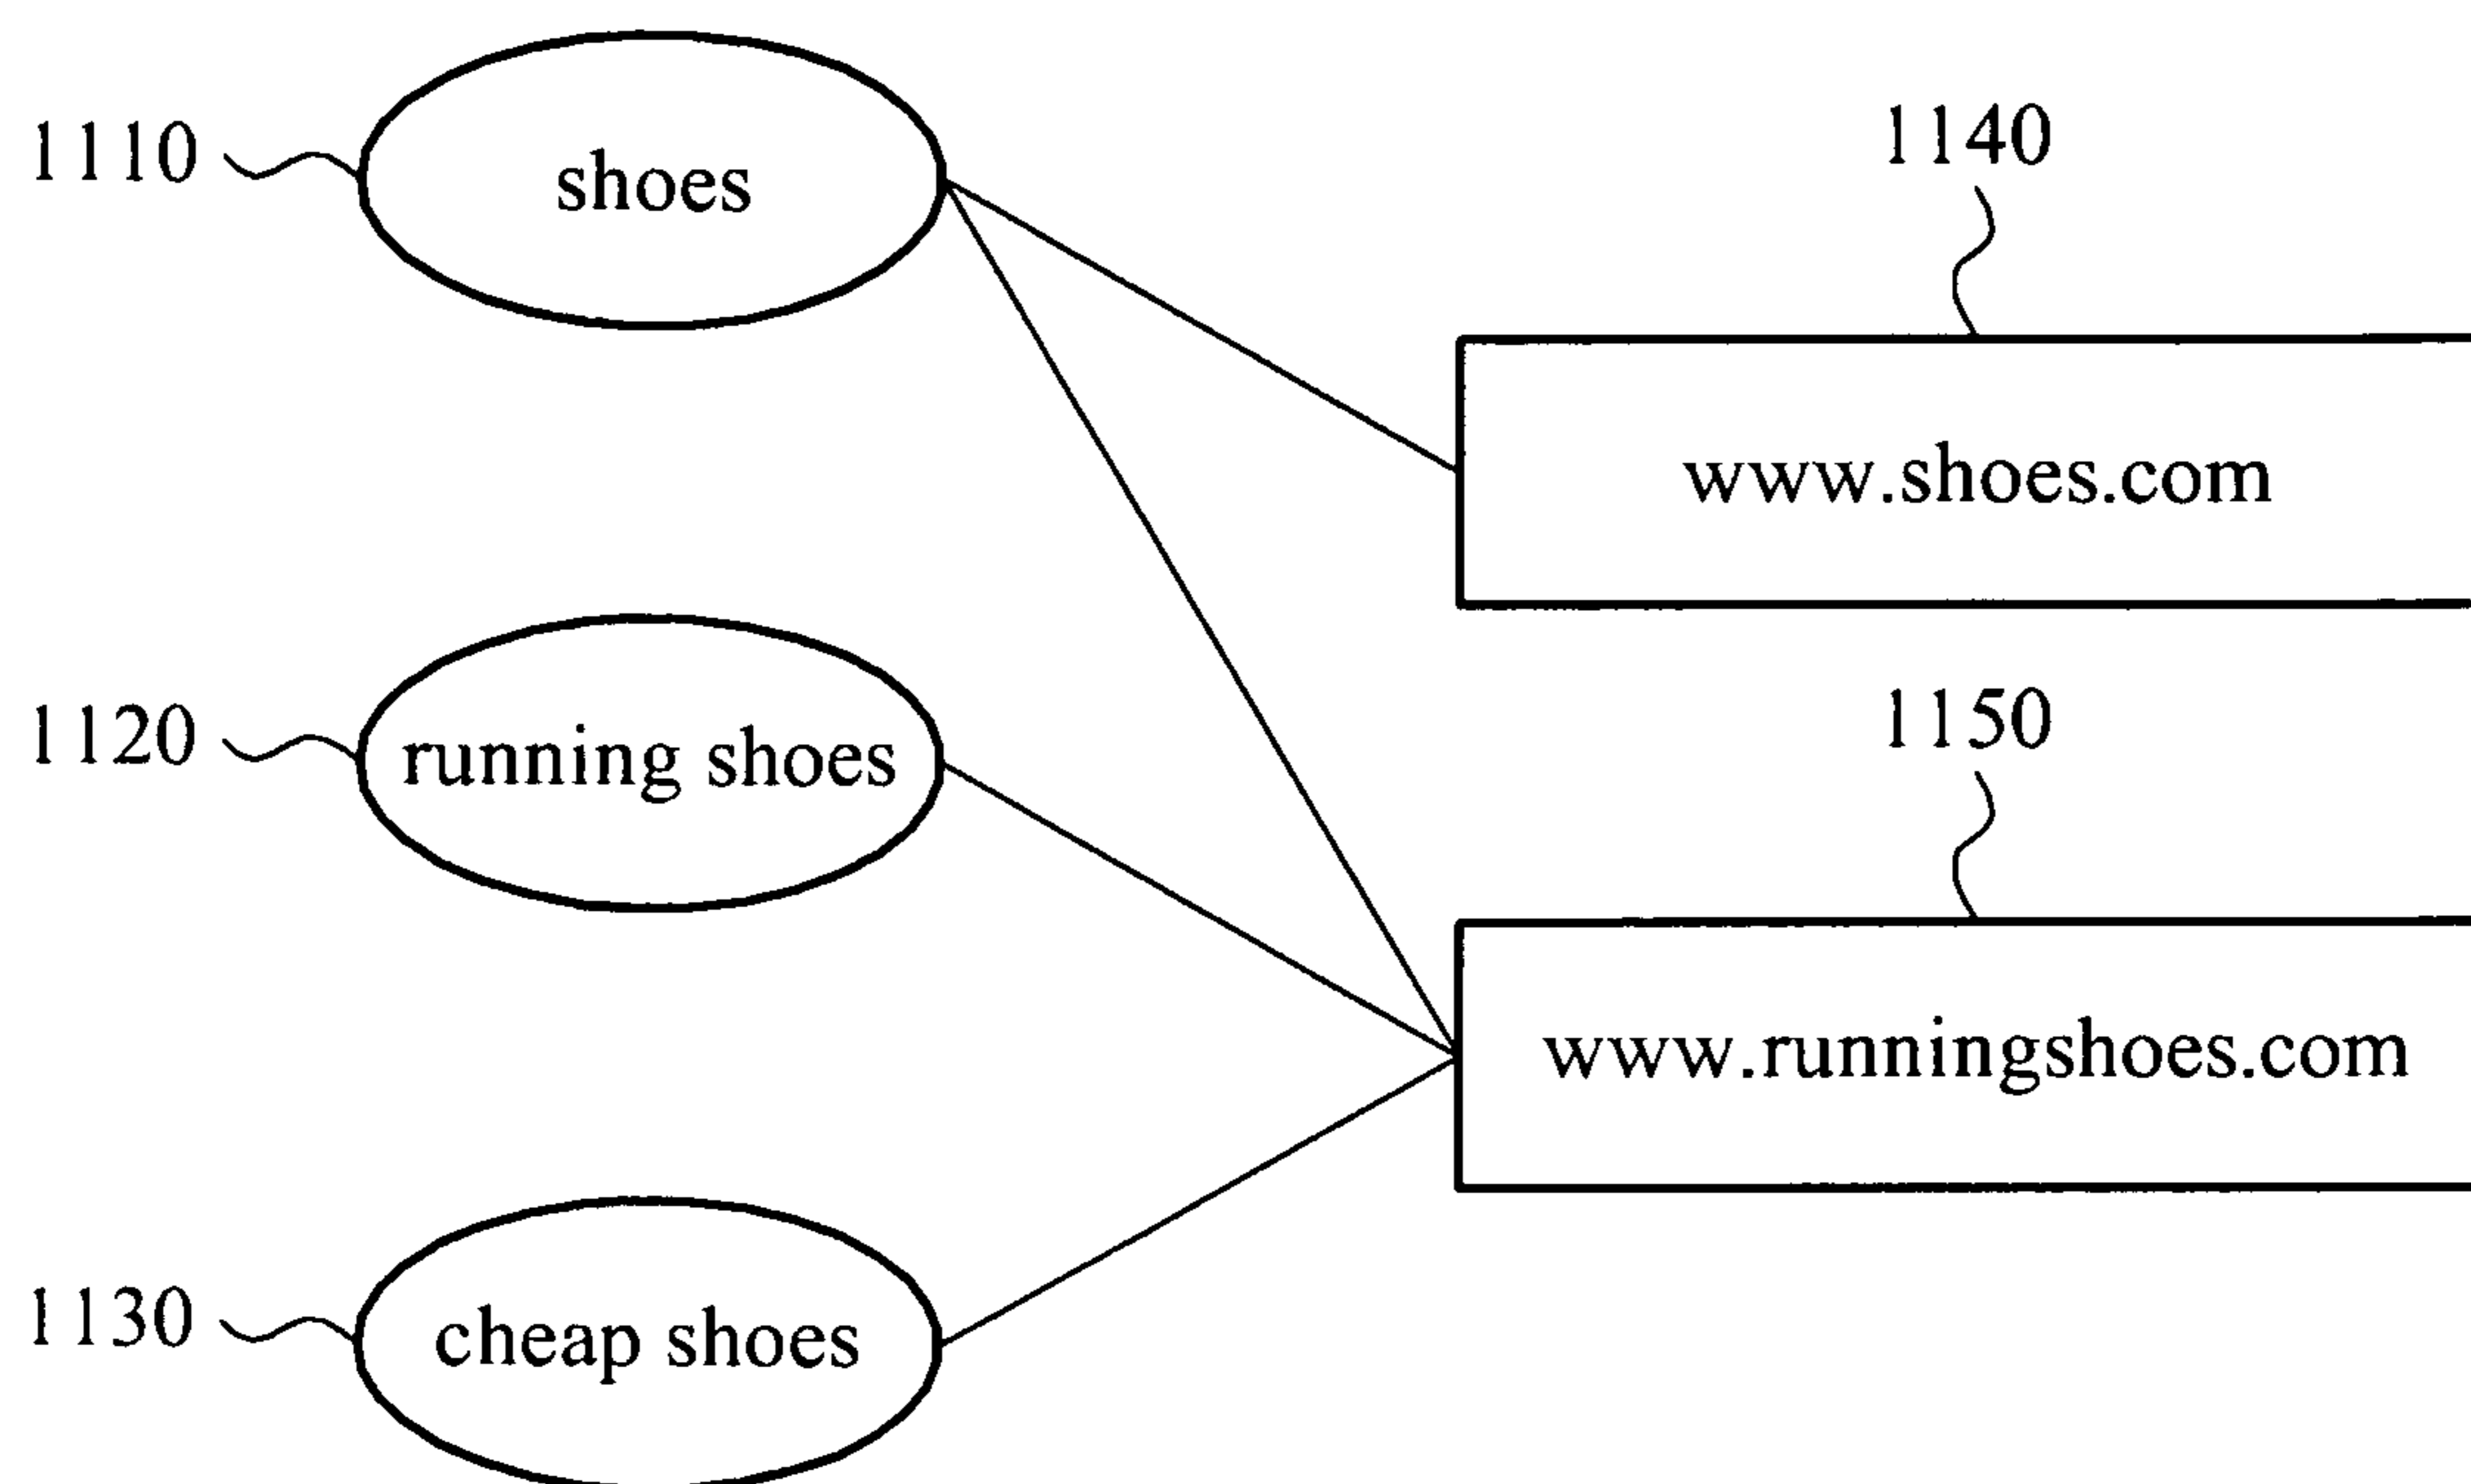 1110
shoes
1140
www.shoes.com
1120
running shoes
1150
www.runningshoes.com
1130
cheap shoes